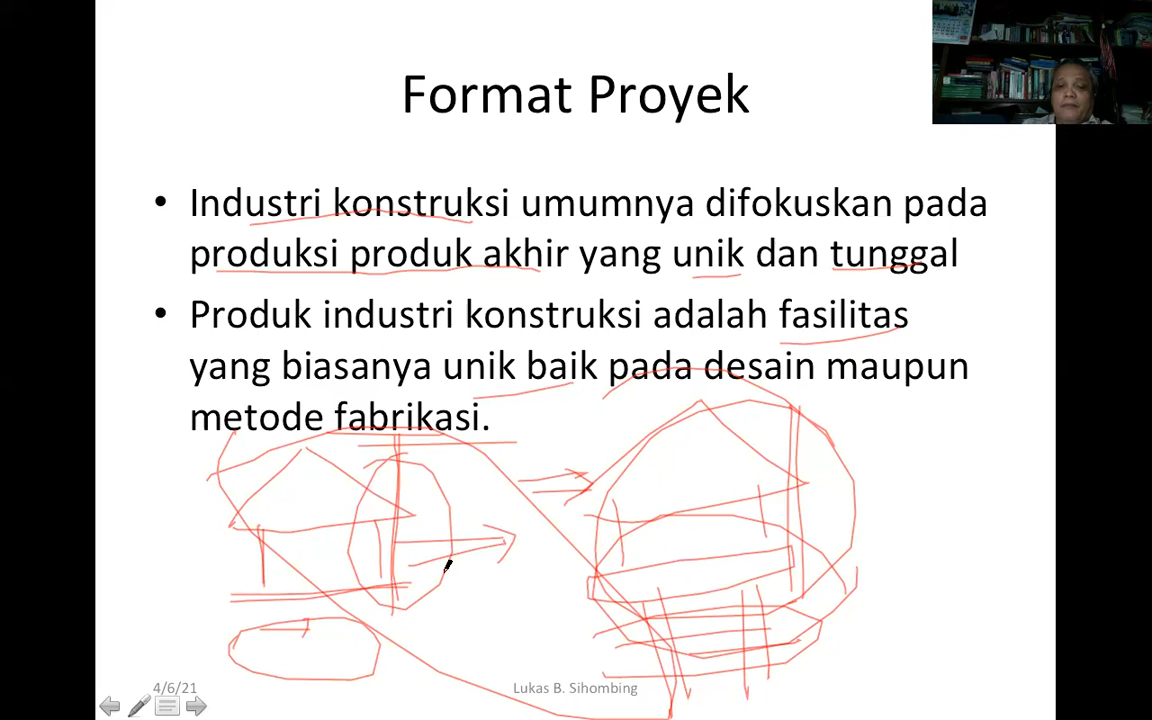 Format Proyek
• Industri konstruksi umumnya difokuskan pada
produksi produk akhir yang unik dan tunggal
• Produk industri konstruksi adalah fasilitas
yang biasanya unik baik pada desain maupun
metode fabrikasi.
4/6/21
Lukas B. Sihombing